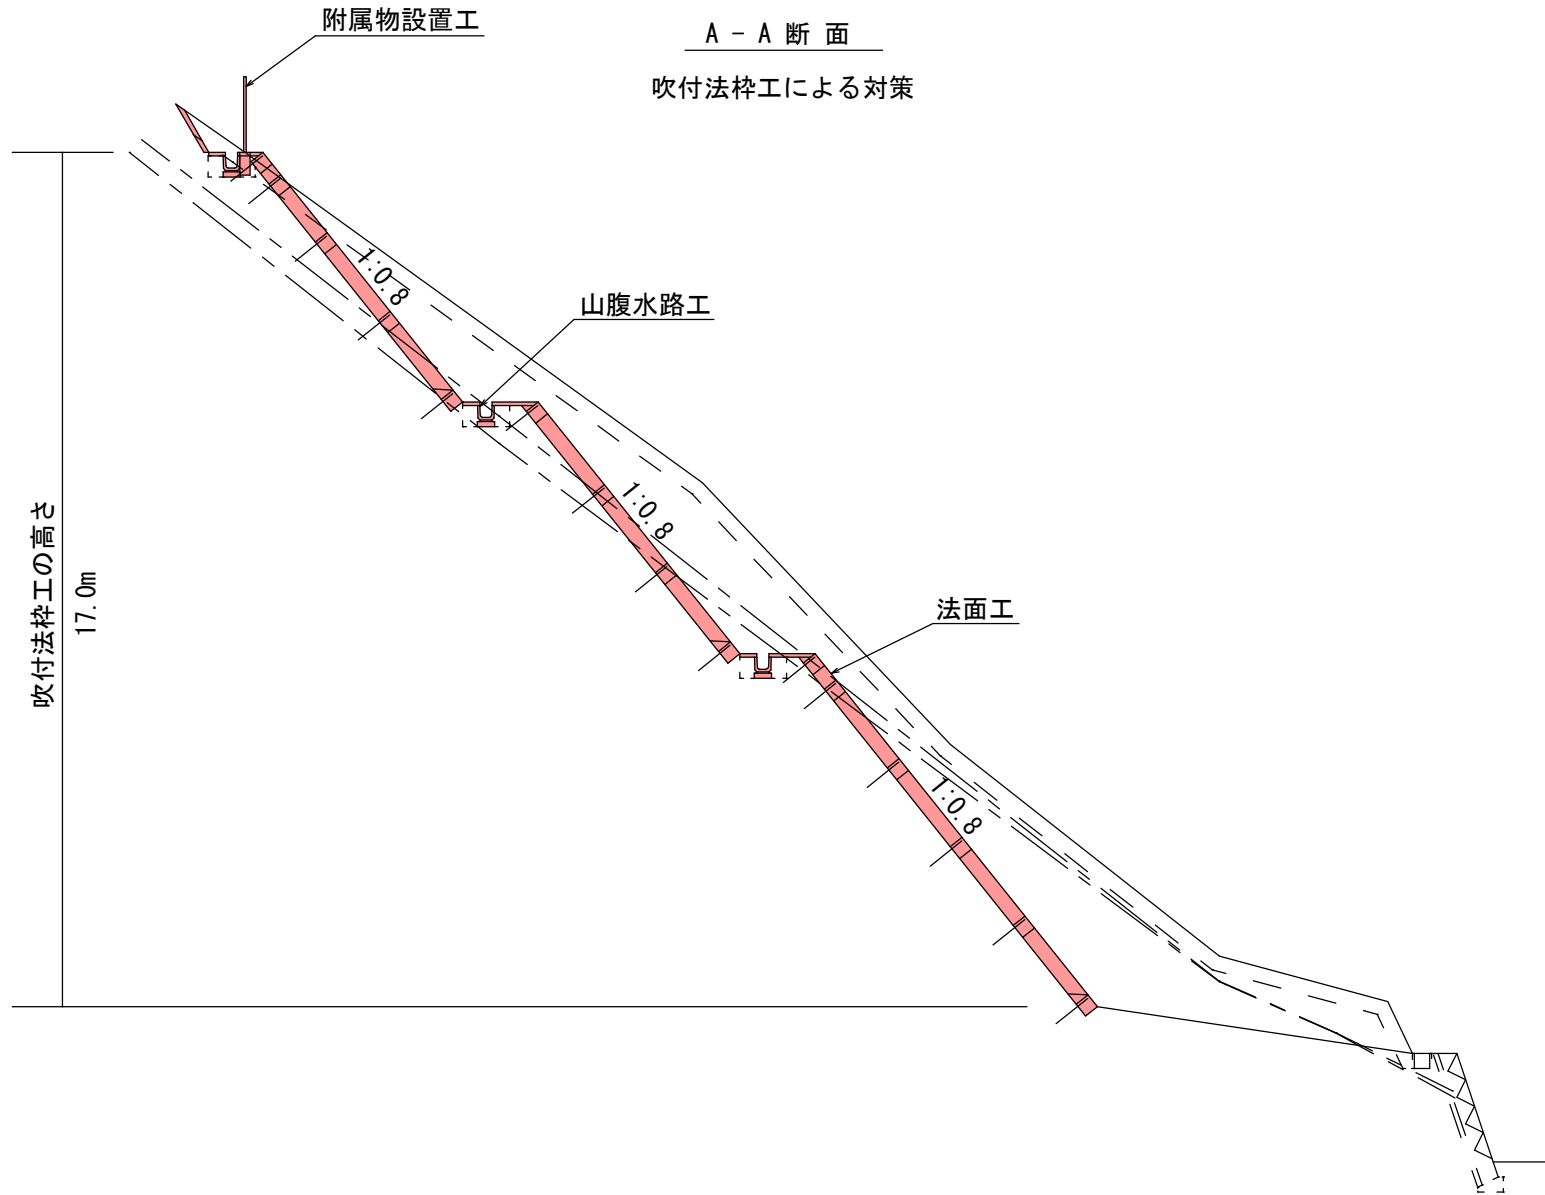 附属物設置工
A - A 断 面
吹付法枠工による対策
1:0.8
山腹水路工
1:0.8
吹付法枠工の高さ
17.0m
法面工
1:0.8